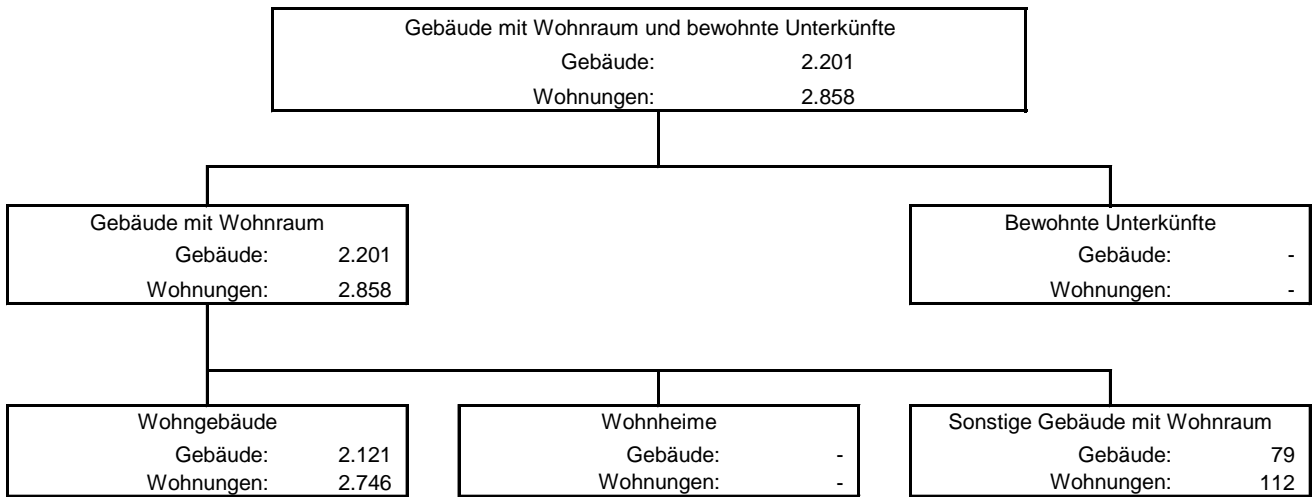 Gebäude mit Wohnraum und bewohnte Unterkünfte
Gebäude: 2.201
Wohnungen: 2.858
Gebäude mit Wohnraum
Gebäude: 2.201
Wohnungen: 2.858
Bewohnte Unterkünfte
Gebäude: -
Wohnungen: -
Wohngebäude
Gebäude: 2.121
Wohnungen: 2.746
Wohnheime
Gebäude: -
Wohnungen: -
Sonstige Gebäude mit Wohnraum
Gebäude: 79
Wohnungen: 112